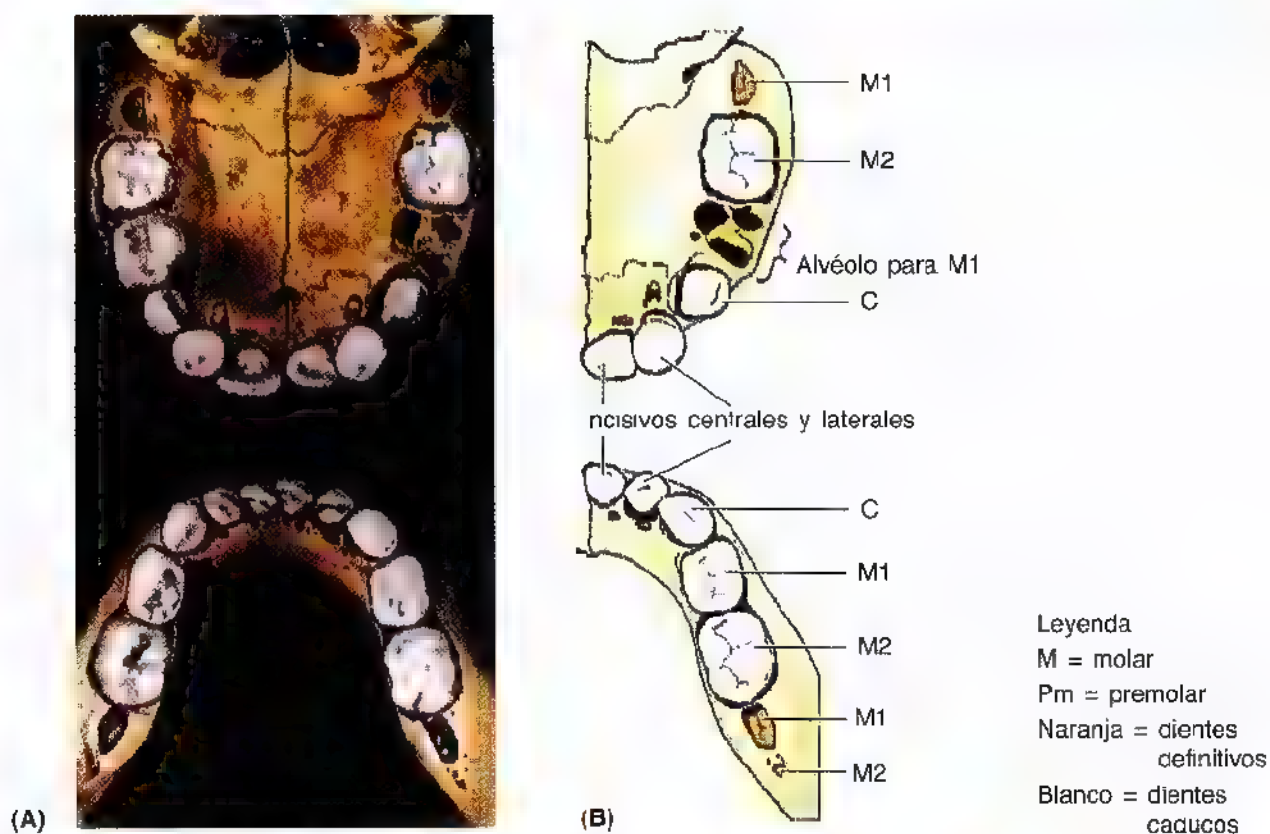 M1
M2
Alvéolo para M1
C
ncisivos centrales y laterales
C
M1
M2
M1
M2
Leyenda
M = molar
Pm = premolar
Naranja = dientes
definitivos
Blanco = dientes
caducos
(A)
(B)